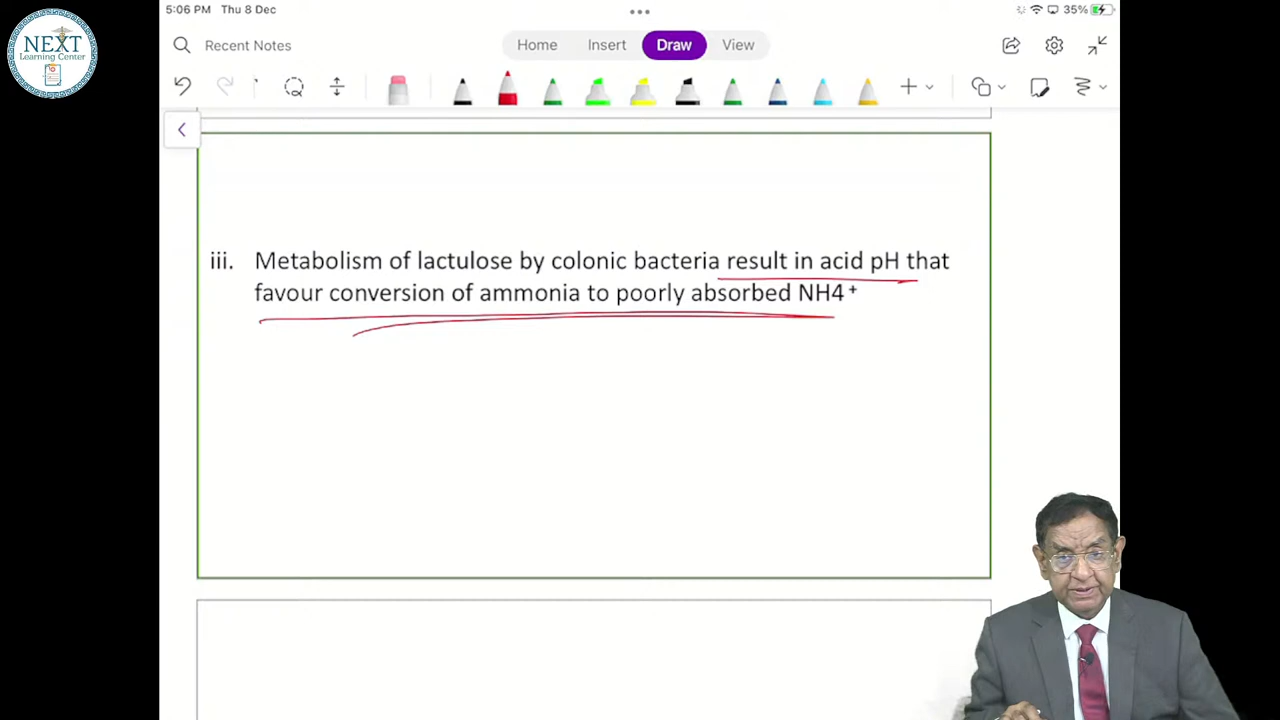 5:06 PM Thu 8 Dec
35%
NEXT
Learning Center
Recent Notes
Home Insert Draw View
iii. Metabolism of lactulose by colonic bacteria result in acid pH that
favour conversion of ammonia to poorly absorbed NH4⁺